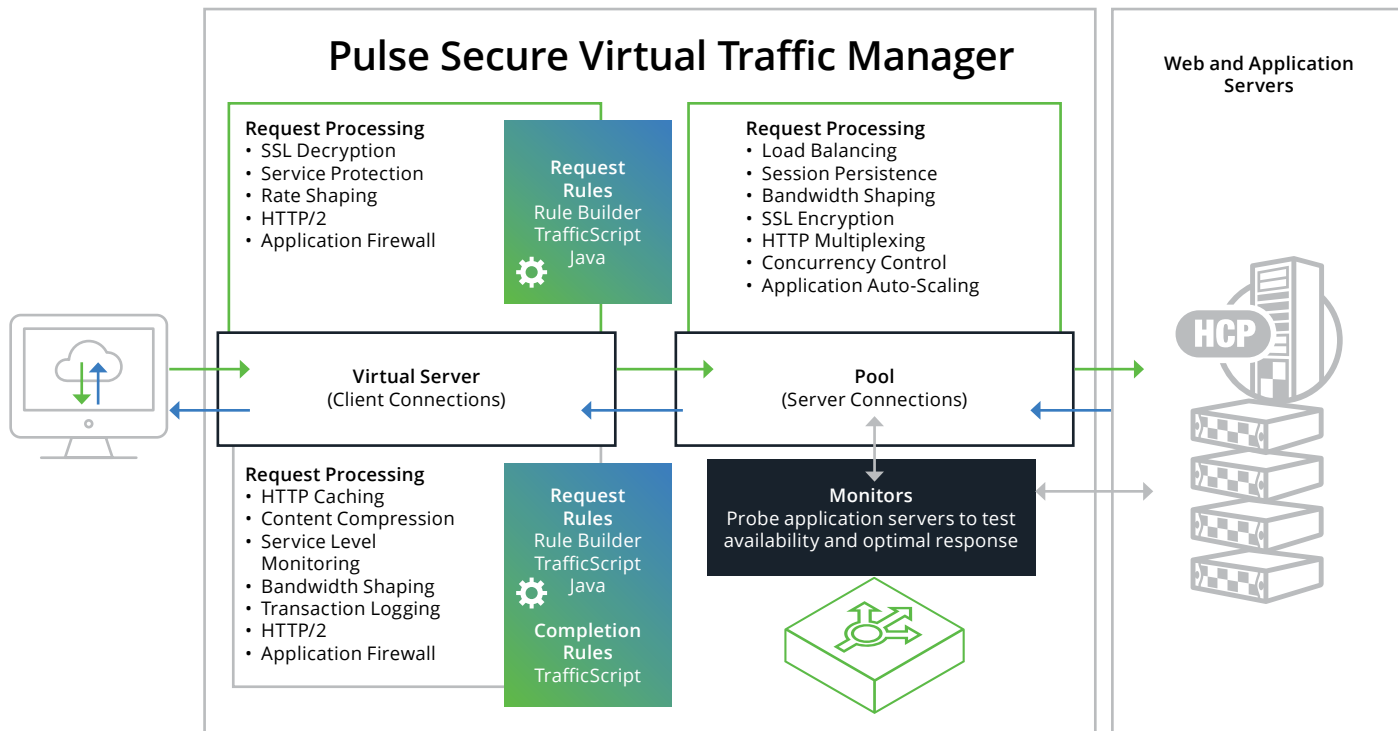 Pulse Secure Virtual Traffic Manager
Web and Application
Servers
Request Processing
• SSL Decryption
• Service Protection
• Rate Shaping
• HTTP/2
• Application Firewall
Request
Rules
Rule Builder
TrafficScript
Java
Request Processing
• Load Balancing
• Session Persistence
• Bandwidth Shaping
• SSL Encryption
• HTTP Multiplexing
• Concurrency Control
• Application Auto-Scaling
HCP
Virtual Server
(Client Connections)
Pool
(Server Connections)
Request Processing
• HTTP Caching
• Content Compression
• Service Level
Monitoring
• Bandwidth Shaping
• Transaction Logging
• HTTP/2
• Application Firewall
Request
Rules
Rule Builder
TrafficScript
Java
Completion
Rules
TrafficScript
Monitors
Probe application servers to test
availability and optimal response